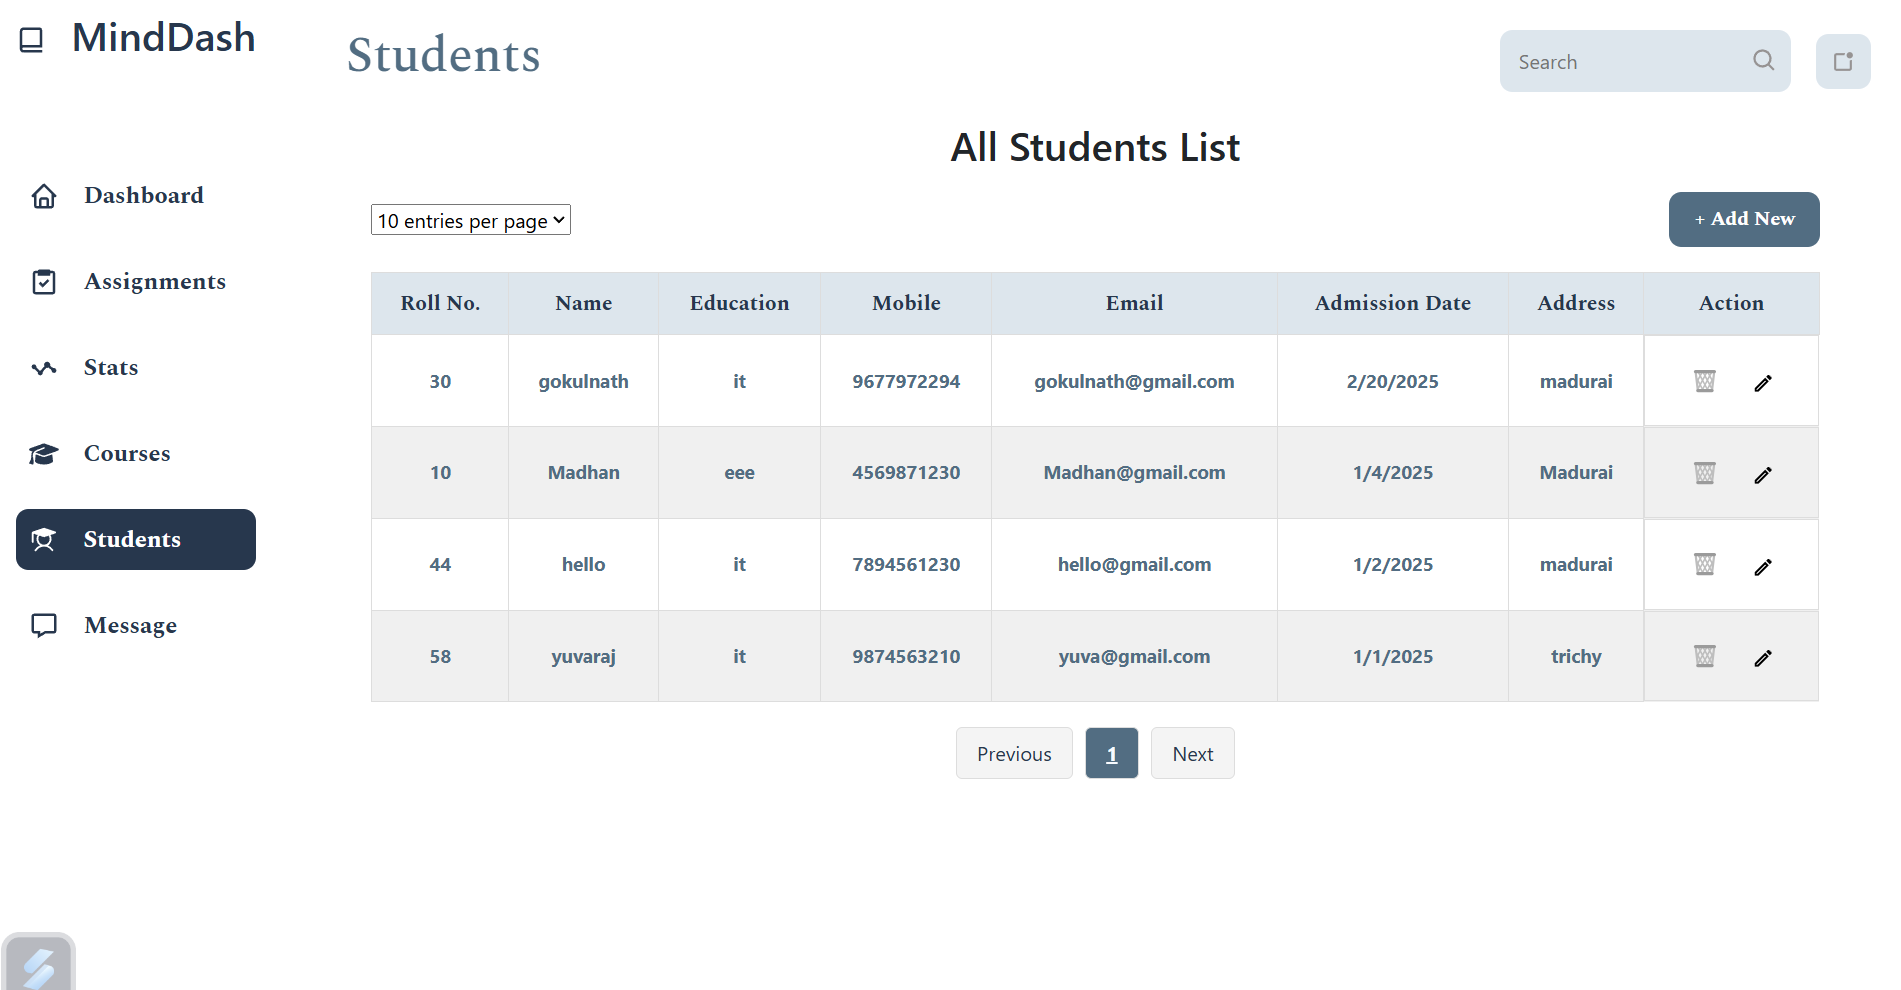 MindDash
Students
Search
Dashboard
Assignments
Stats
Courses
Students
Message
All Students List
10 entries per page
+ Add New
Roll No. Name Education Mobile Email Admission Date Address Action
30 gokulnath it 9677972294 gokulnath@gmail.com 2/20/2025 madurai
10 Madhan eee 4569871230 Madhan@gmail.com 1/4/2025 Madurai
44 hello it 7894561230 hello@gmail.com 1/2/2025 madurai
58 yuvaraj it 9874563210 yuva@gmail.com 1/1/2025 trichy
Previous 1 Next